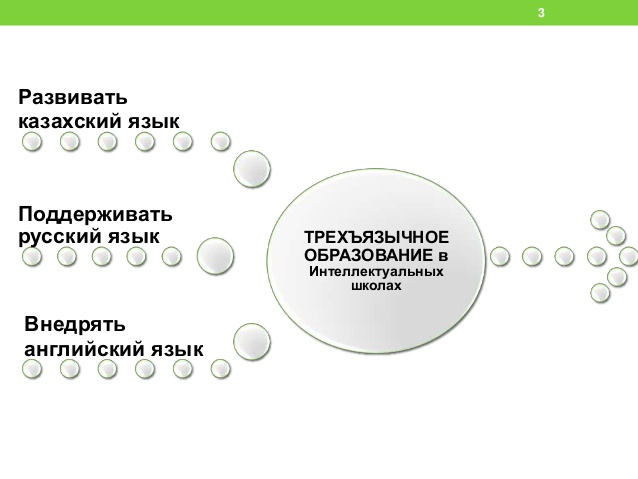 3
Развивать
казахский язык
Поддерживать
русский язык
Внедрять
английский язык
ТРЕХЪЯЗЫЧНОЕ
ОБРАЗОВАНИЕ в
Интеллектуальных
школах